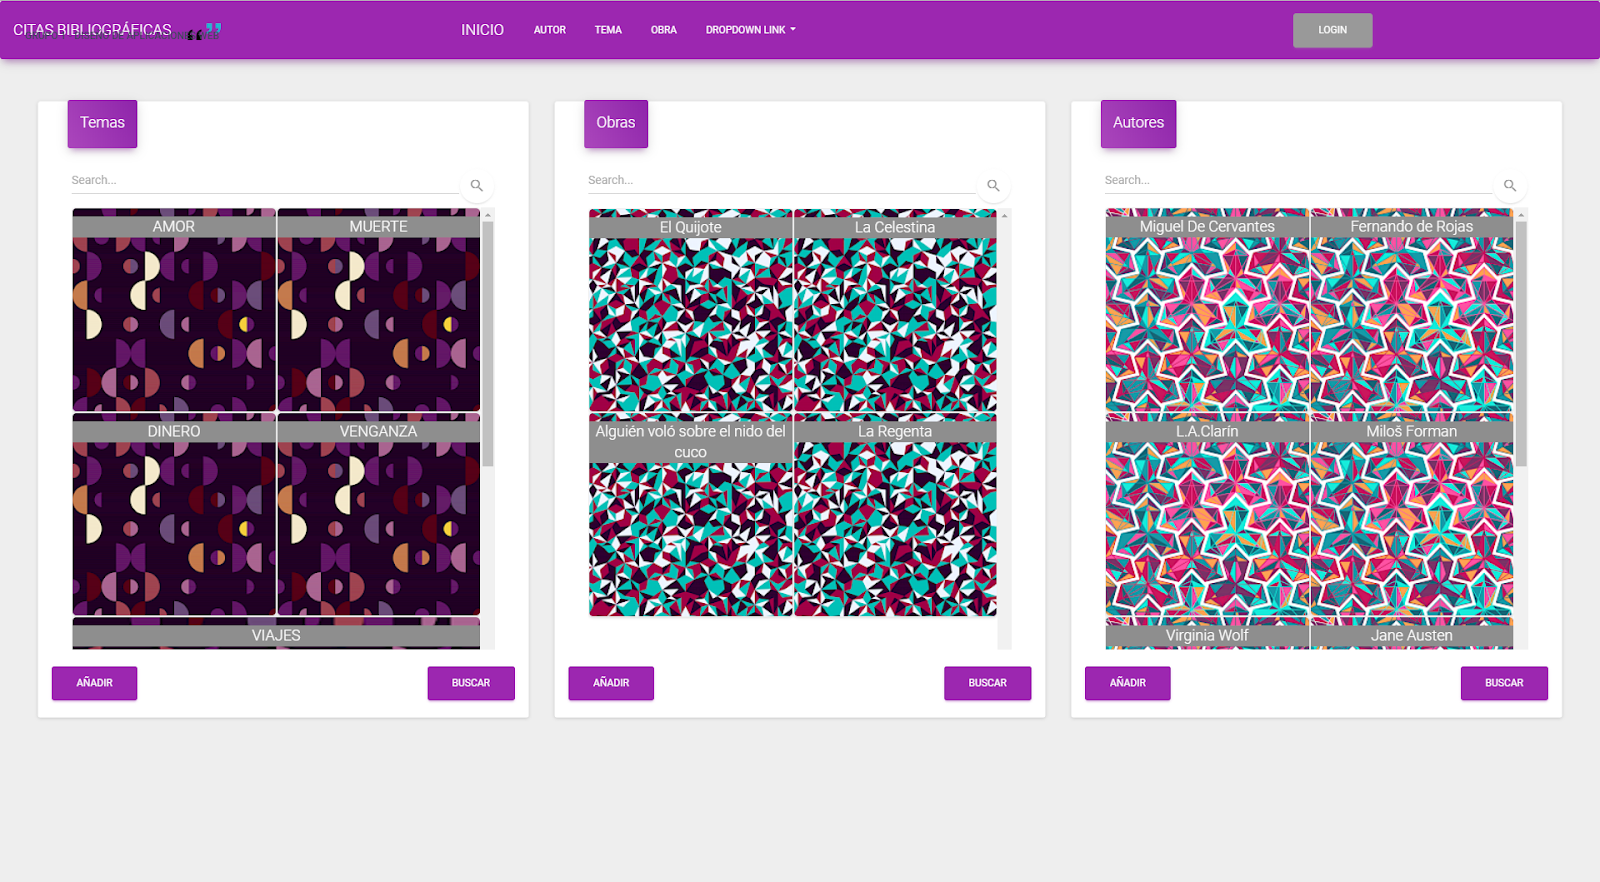 CITAS BIBLIOGRÁFICAS
INICIO
AUTOR
TEMA
OBRA
DROPDOWN LINK
LOGIN
Temas
Search...
AMOR
MUERTE
DINERO
VENGANZA
VIAJES
AÑADIR
BUSCAR
Obras
Search...
El Quijote
La Celestina
Alguién voló sobre el nido del
cuco
La Regenta
AÑADIR
BUSCAR
Autores
Search...
Miguel De Cervantes
Fernando de Rojas
L.A.Clarín
Miloš Forman
Virginia Wolf
Jane Austen
AÑADIR
BUSCAR